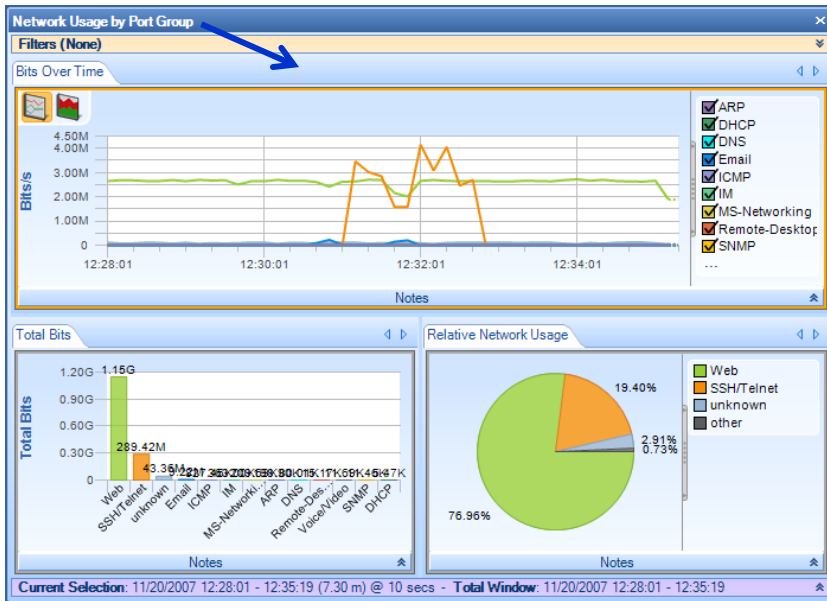 Network Usage by Port Group
Filters (None)
Bits Over Time
Bits/s
4.50M
4.00M
3.00M
2.00M
1.00M
0
12:28:01
12:30:01
12:32:01
12:34:01
ARP
DHCP
DNS
Email
ICMP
IM
MS-Networking
Remote-Desktop
SNMP
...
Notes
Total Bits
Total Bits
1.20G
0.90G
0.60G
0.30G
0
1.15G
289.42M
43.36M
Web
SSH/Telnet
unknown
Email
ICMP
IM
MS-Networki...
ARP
DNS
Remote-Des...
Voice/Video
SNMP
DHCP
Notes
Relative Network Usage
19.40%
2.91%
0.73%
76.96%
Web
SSH/Telnet
unknown
other
Notes
Current Selection: 11/20/2007 12:28:01 - 12:35:19 (7.30 m) @ 10 secs - Total Window: 11/20/2007 12:28:01 - 12:35:19